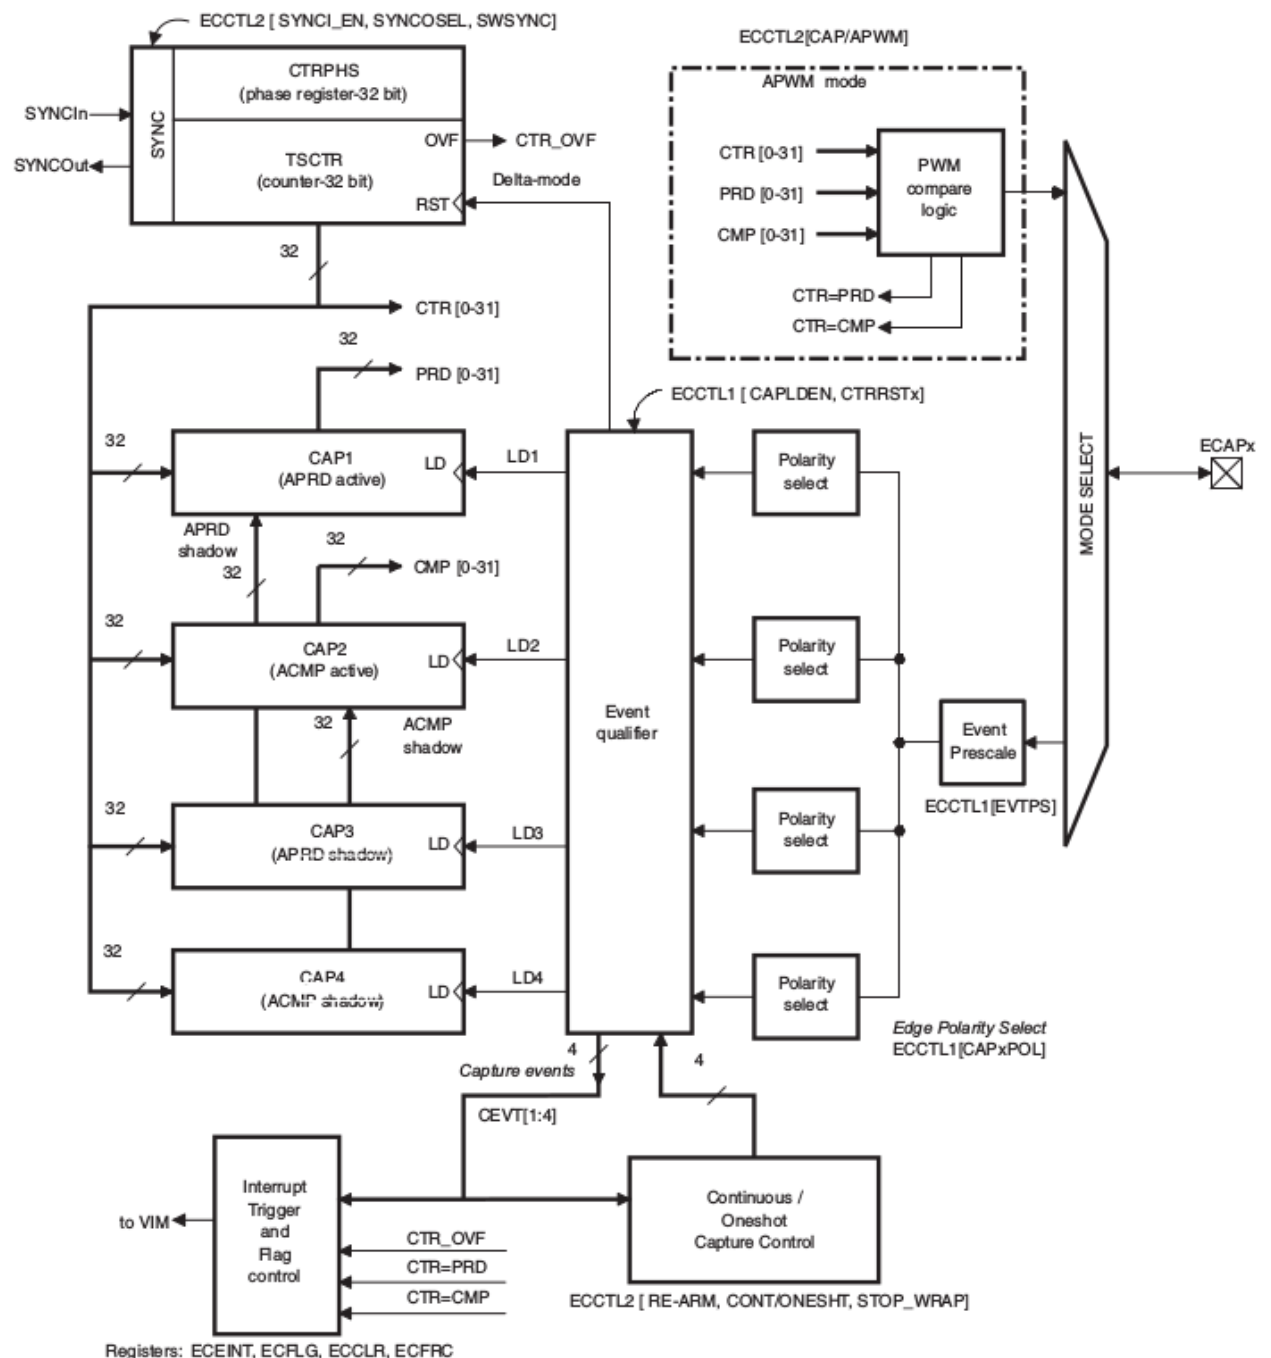 ECCTL2 [ SYNCI_EN, SYNCOSEL, SWSYNC]
ECCTL2[CAP/APWM]
CTRPHS
(phase register-32 bit)
APWM mode
SYNCIn
SYNC
SYNCOut
TSCTR
(counter-32 bit)
OVF
CTR_OVF
RST
Delta-mode
CTR [0-31]
PRD [0-31]
CMP [0-31]
PWM
compare
logic
CTR=PRD
CTR=CMP
32
CTR [0-31]
32
PRD [0-31]
ECCTL1 [ CAPLDEN, CTRRSTx]
32
CAP1
(APRD active)
LD
LD1
Polarity
select
MODE SELECT
ECAPx
APRD
shadow
32
32
CMP [0-31]
32
CAP2
(ACMP active)
LD
LD2
Polarity
select
32
ACMP
shadow
Event
qualifier
Event
Prescale
ECCTL1[EVTPS]
32
CAP3
(APRD shadow)
LD
LD3
Polarity
select
32
CAP4
(ACMP shadow)
LD
LD4
Polarity
select
Edge Polarity Select
ECCTL1[CAPxPOL]
4
Capture events
4
CEVT[1:4]
Interrupt
Trigger
and
Flag
control
to VIM
CTR_OVF
CTR=PRD
CTR=CMP
Continuous /
Oneshot
Capture Control
ECCTL2 [ RE-ARM, CONT/ONESHT, STOP_WRAP]
Registers: ECEINT, ECFLG, ECCLR, ECFRC